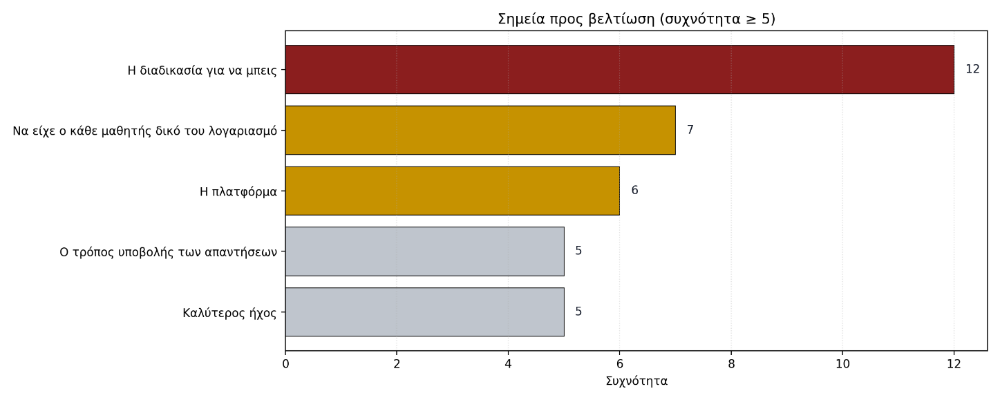 Σημεία προς βελτίωση (συχνότητα ≥ 5)
Η διαδικασία για να μπεις
12
Να είχε ο κάθε μαθητής δικό του λογαριασμό
7
Η πλατφόρμα
6
Ο τρόπος υποβολής των απαντήσεων
5
Καλύτερος ήχος
5
0 2 4 6 8 10 12
Συχνότητα